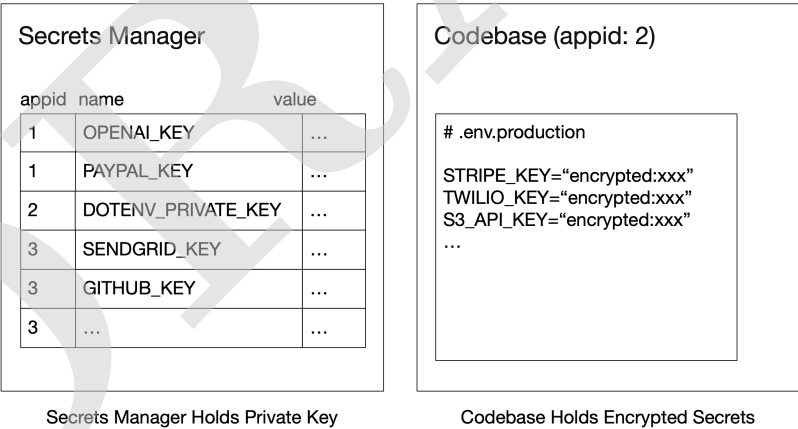 Secrets Manager
appid name value
1 OPENAI_KEY ...
1 PAYPAL_KEY ...
2 DOTENV_PRIVATE_KEY ...
3 SENDGRID_KEY ...
3 GITHUB_KEY ...
3 ... ...
Secrets Manager Holds Private Key
Codebase (appid: 2)
# .env.production
STRIPE_KEY=“encrypted:xxx”
TWILIO_KEY=“encrypted:xxx”
S3_API_KEY=“encrypted:xxx”
...
Codebase Holds Encrypted Secrets